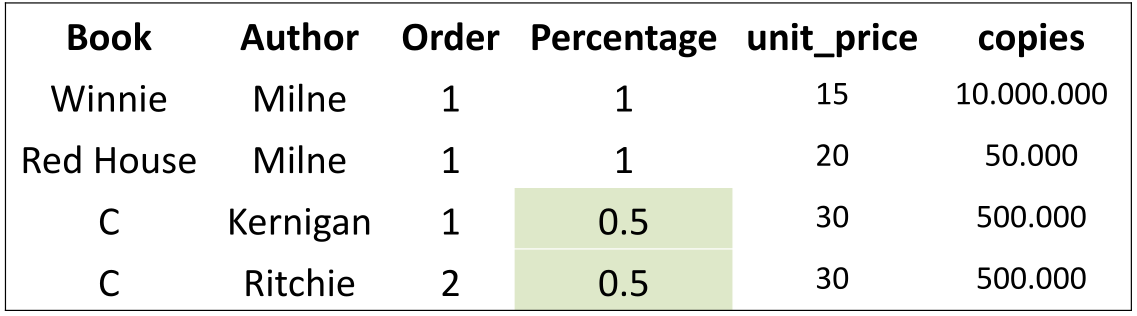 Book Author Order Percentage unit_price copies
Winnie Milne 1 1 15 10.000.000
Red House Milne 1 1 20 50.000
C Kernigan 1 0.5 30 500.000
C Ritchie 2 0.5 30 500.000